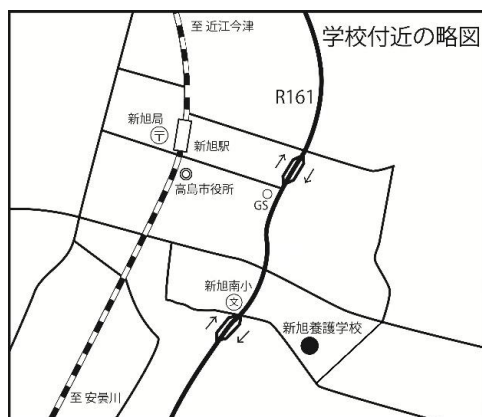 至 近江今津
学校付近の略図
R161
新旭局
〒
新旭駅
高島市役所
GS
新旭南小
文
新旭養護学校
至 安曇川